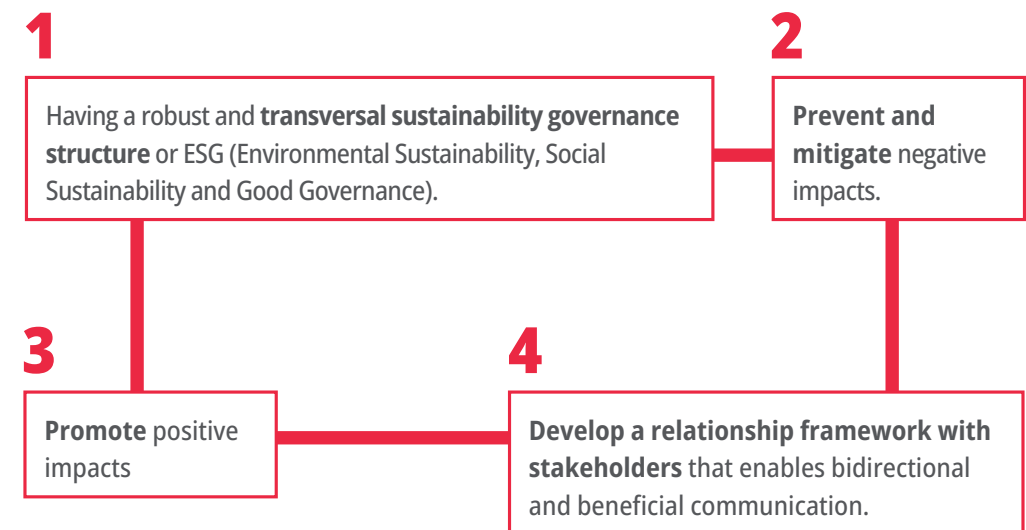 1
Having a robust and transversal sustainability governance
structure or ESG (Environmental Sustainability, Social
Sustainability and Good Governance).
2
Prevent and
mitigate negative
impacts.
3
Promote positive
impacts
4
Develop a relationship framework with
stakeholders that enables bidirectional
and beneficial communication.